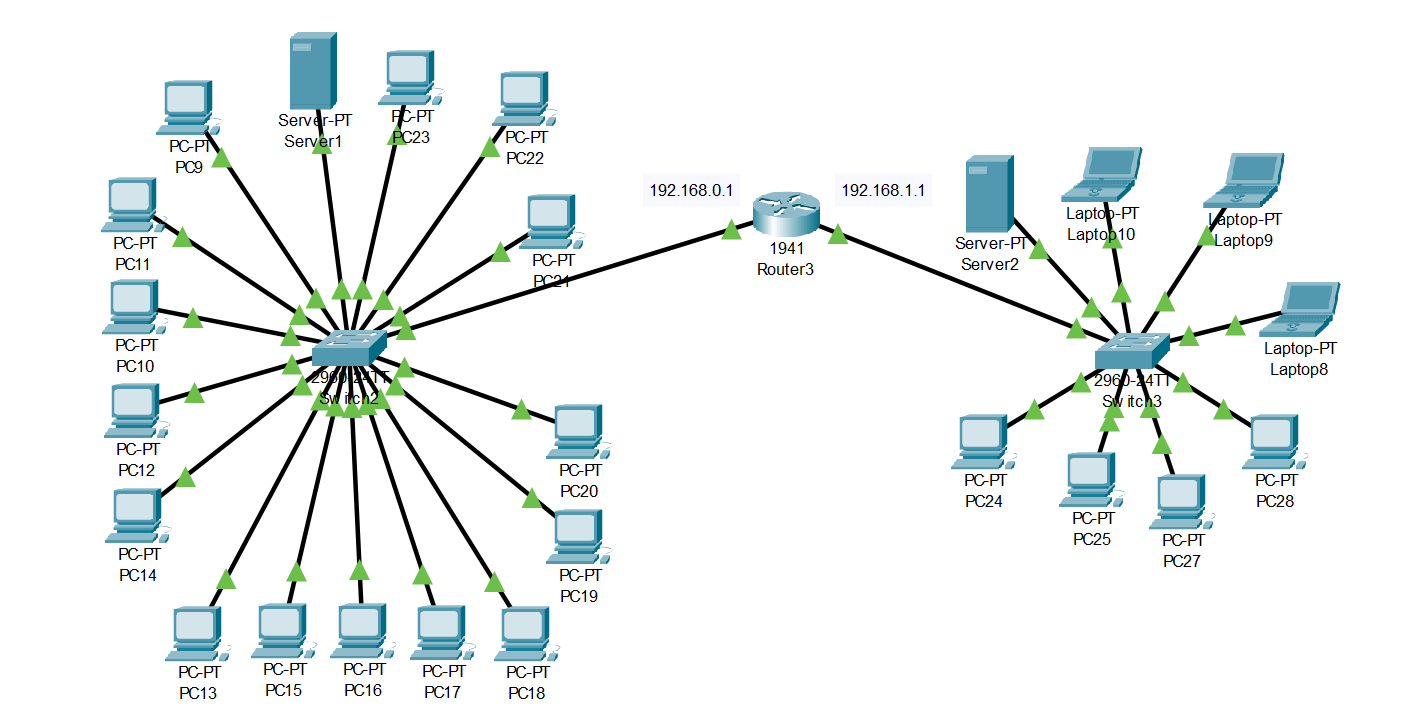 Server-PT
Server1
PC-PT
PC23
PC-PT
PC22
PC-PT
PC9
PC-PT
PC11
PC-PT
PC21
PC-PT
PC10
2960-24TT
Switch2
PC-PT
PC12
PC-PT
PC20
PC-PT
PC14
PC-PT
PC19
PC-PT
PC13
PC-PT
PC15
PC-PT
PC16
PC-PT
PC17
PC-PT
PC18
192.168.0.1
192.168.1.1
1941
Router3
Server-PT
Server2
Laptop-PT
Laptop10
Laptop-PT
Laptop9
Laptop-PT
Laptop8
2960-24TT
Switch3
PC-PT
PC24
PC-PT
PC25
PC-PT
PC27
PC-PT
PC28